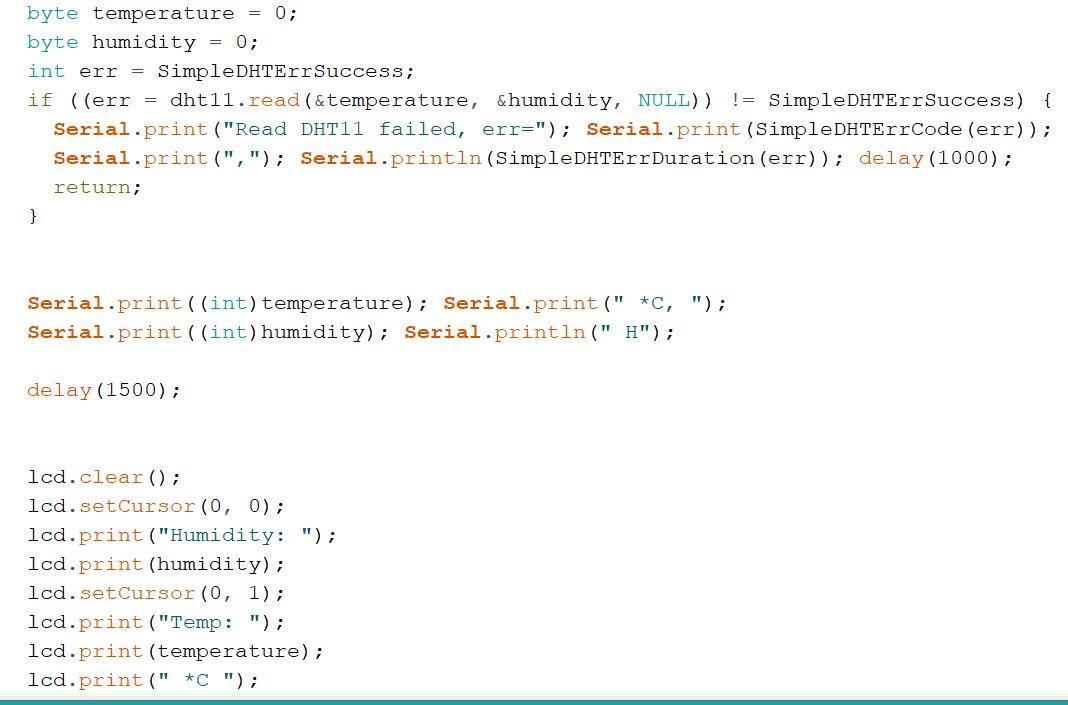 byte temperature = 0;
byte humidity = 0;
int err = SimpleDHTErrSuccess;
if ((err = dht11.read(&temperature, &humidity, NULL)) != SimpleDHTErrSuccess) {
  Serial.print("Read DHT11 failed, err="); Serial.print(SimpleDHTErrCode(err));
  Serial.print(","); Serial.println(SimpleDHTErrDuration(err)); delay(1000);
  return;
}
Serial.print((int)temperature); Serial.print(" *C, ");
Serial.print((int)humidity); Serial.println(" H");
delay(1500);
lcd.clear();
lcd.setCursor(0, 0);
lcd.print("Humidity: ");
lcd.print(humidity);
lcd.setCursor(0, 1);
lcd.print("Temp: ");
lcd.print(temperature);
lcd.print(" *C ");